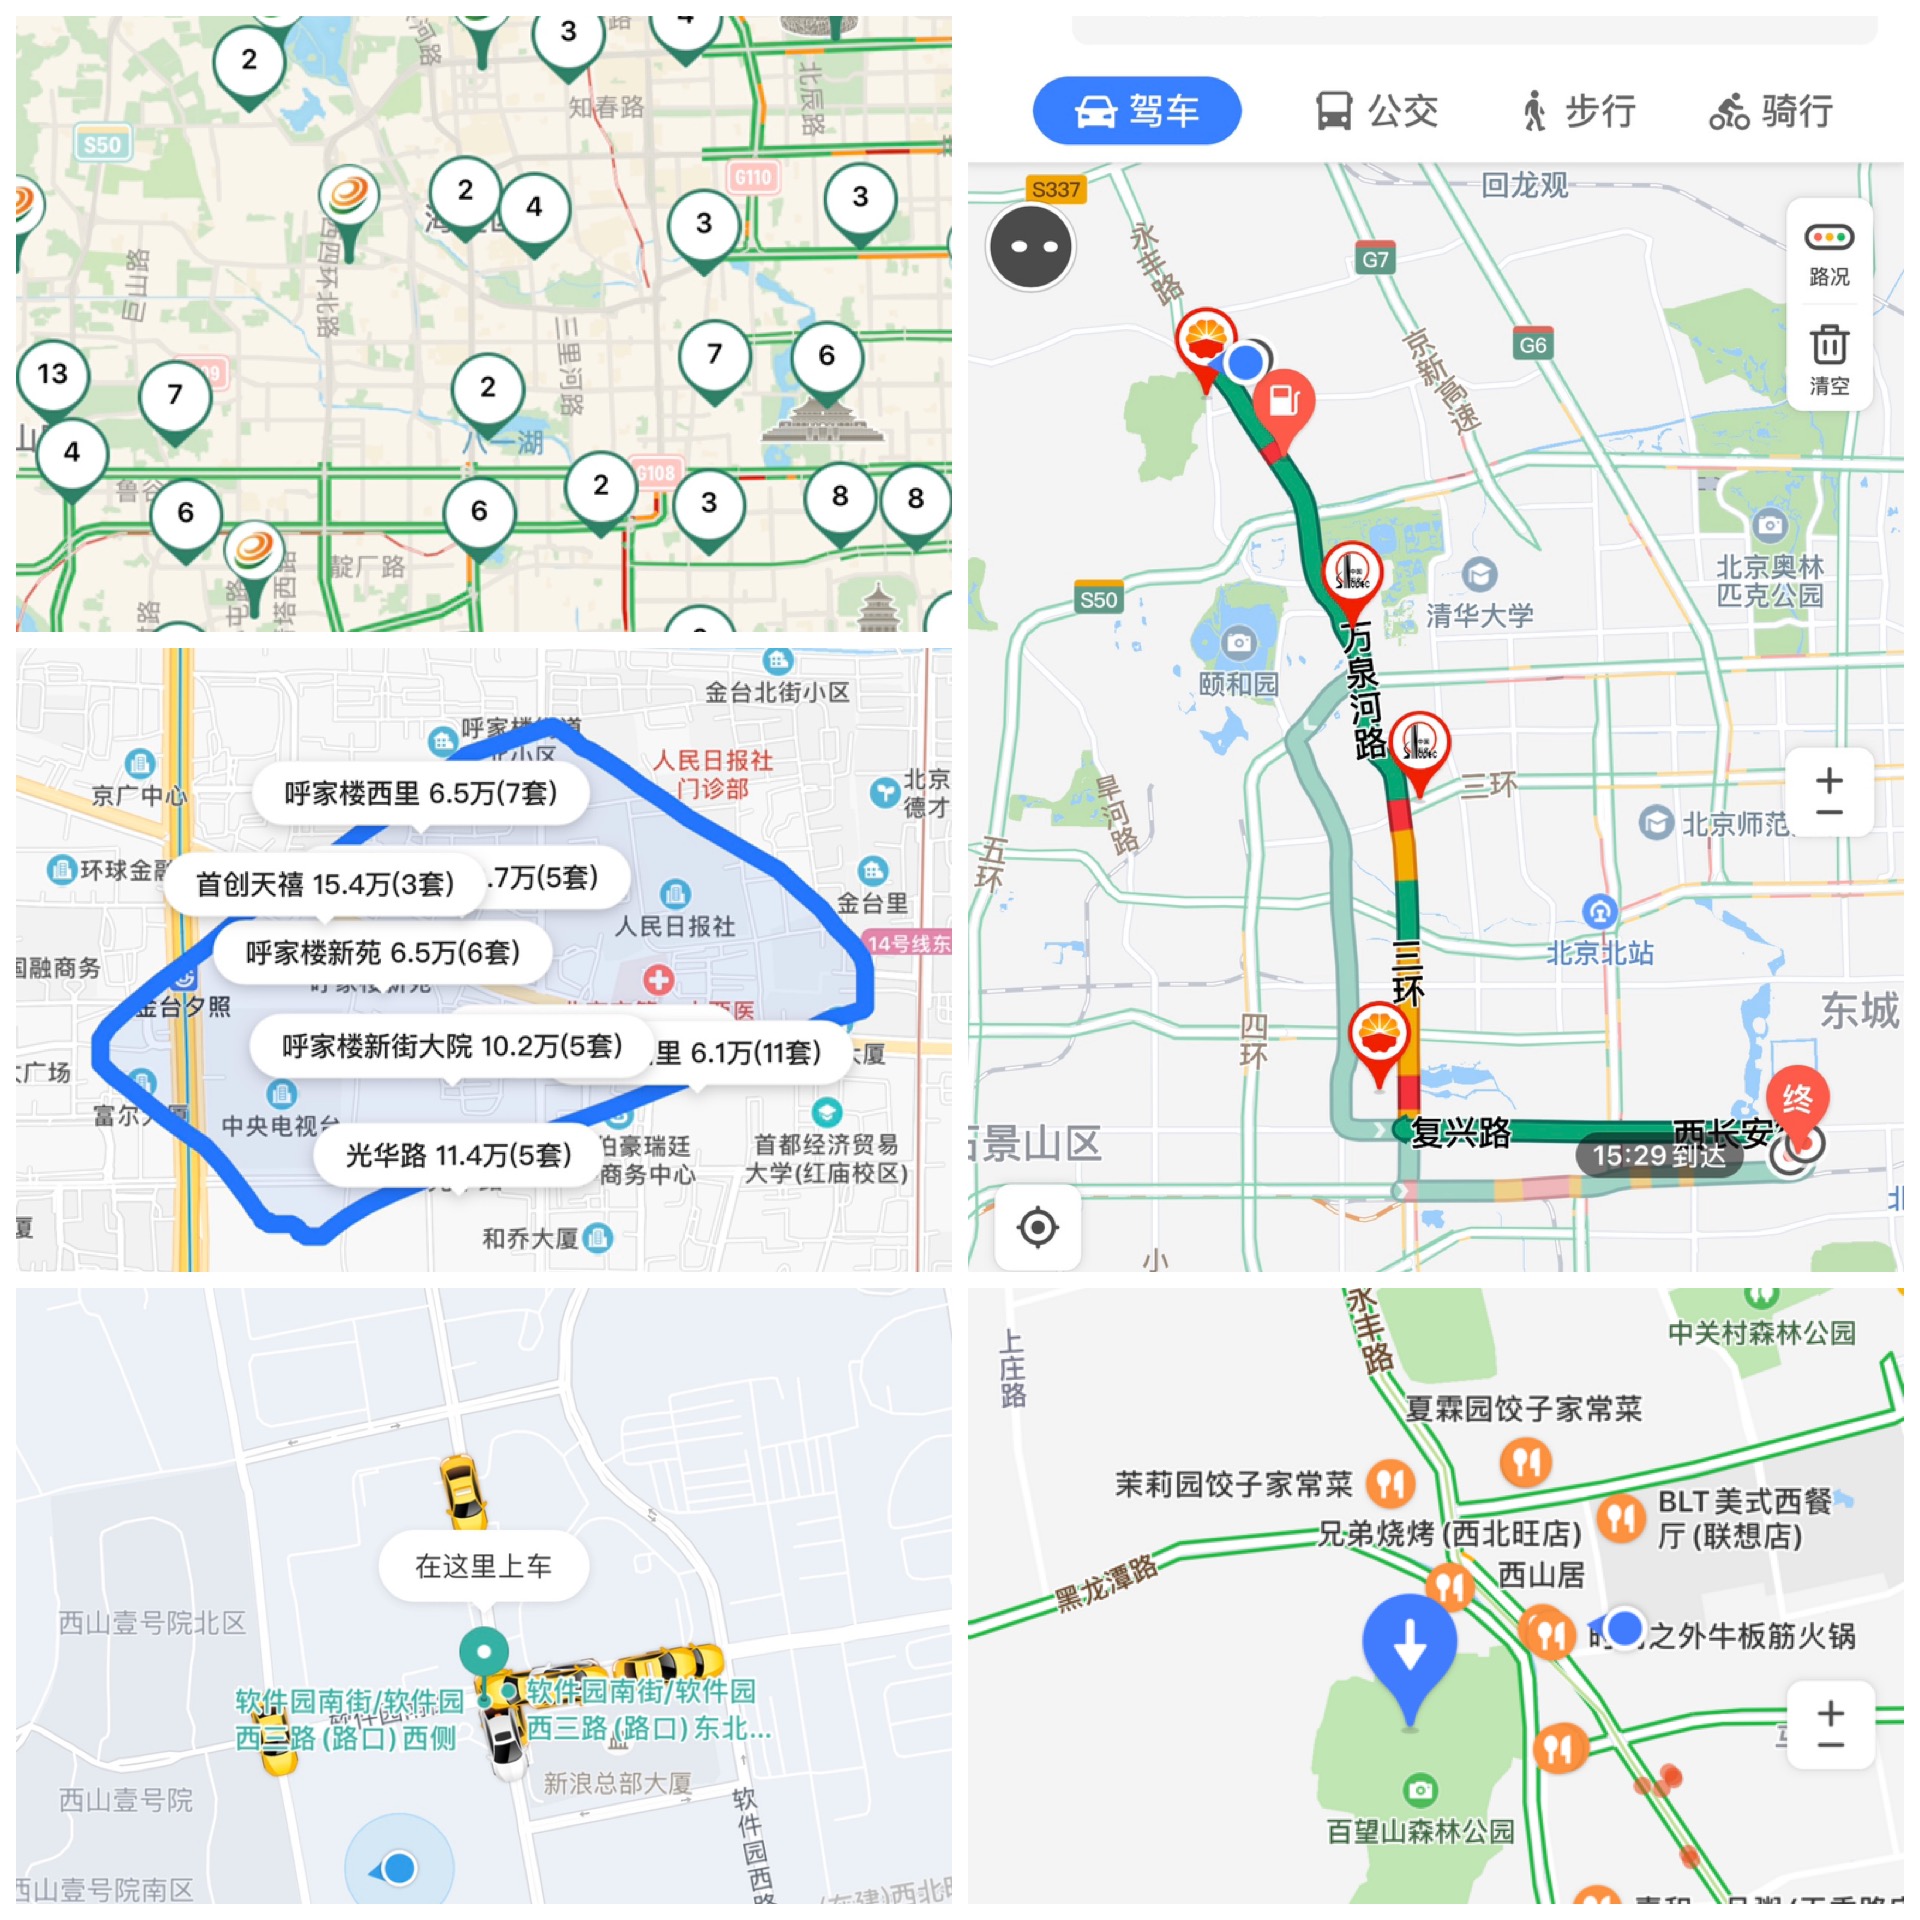 2
3
4
路
河路
知春路
北辰路
S50
G110
2
4
3
3
西四环北路
三里河路
13
7
2
7
6
八一湖
4
鲁谷
6
6
2
G108
3
8
8
靛厂路
驾车
公交
步行
骑行
S337
回龙观
路况
清空
永丰路
G7
京新高速
G6
S50
清华大学
北京奥林
匹克公园
颐和园
万泉河路
三环
旱河路
五环
北京师范
北京北站
三环
四环
东城
复兴路
西长安
终
15:29 到达
石景山区
小
金台北街小区
呼家楼街道
北小区
人民日报社
门诊部
京广中心
北京
德才
呼家楼西里 6.5万(7套)
环球金融
首创天禧 15.4万(3套)
.7万(5套)
人民日报社
金台里
14号线东
呼家楼新苑 6.5万(6套)
国融商务
呼家楼新苑
金台夕照
呼家楼新街大院 10.2万(5套)
里 6.1万(11套)
大厦
广场
富尔大厦
中央电视台
光华路 11.4万(5套)
伯豪瑞廷
商务中心
首都经济贸易
大学(红庙校区)
和乔大厦
厦
在这里上车
西山壹号院北区
软件园南街/软件园
西三路 (路口) 西侧
软件园南街/软件园
西三路 (路口) 东北...
新浪总部大厦
西山壹号院
软件园西路
西山壹号院南区
永丰路
上庄路
中关村森林公园
夏霖园饺子家常菜
茉莉园饺子家常菜
BLT 美式西餐
厅 (联想店)
兄弟烧烤 (西北旺店)
西山居
黑龙潭路
之外牛板筋火锅
百望山森林公园